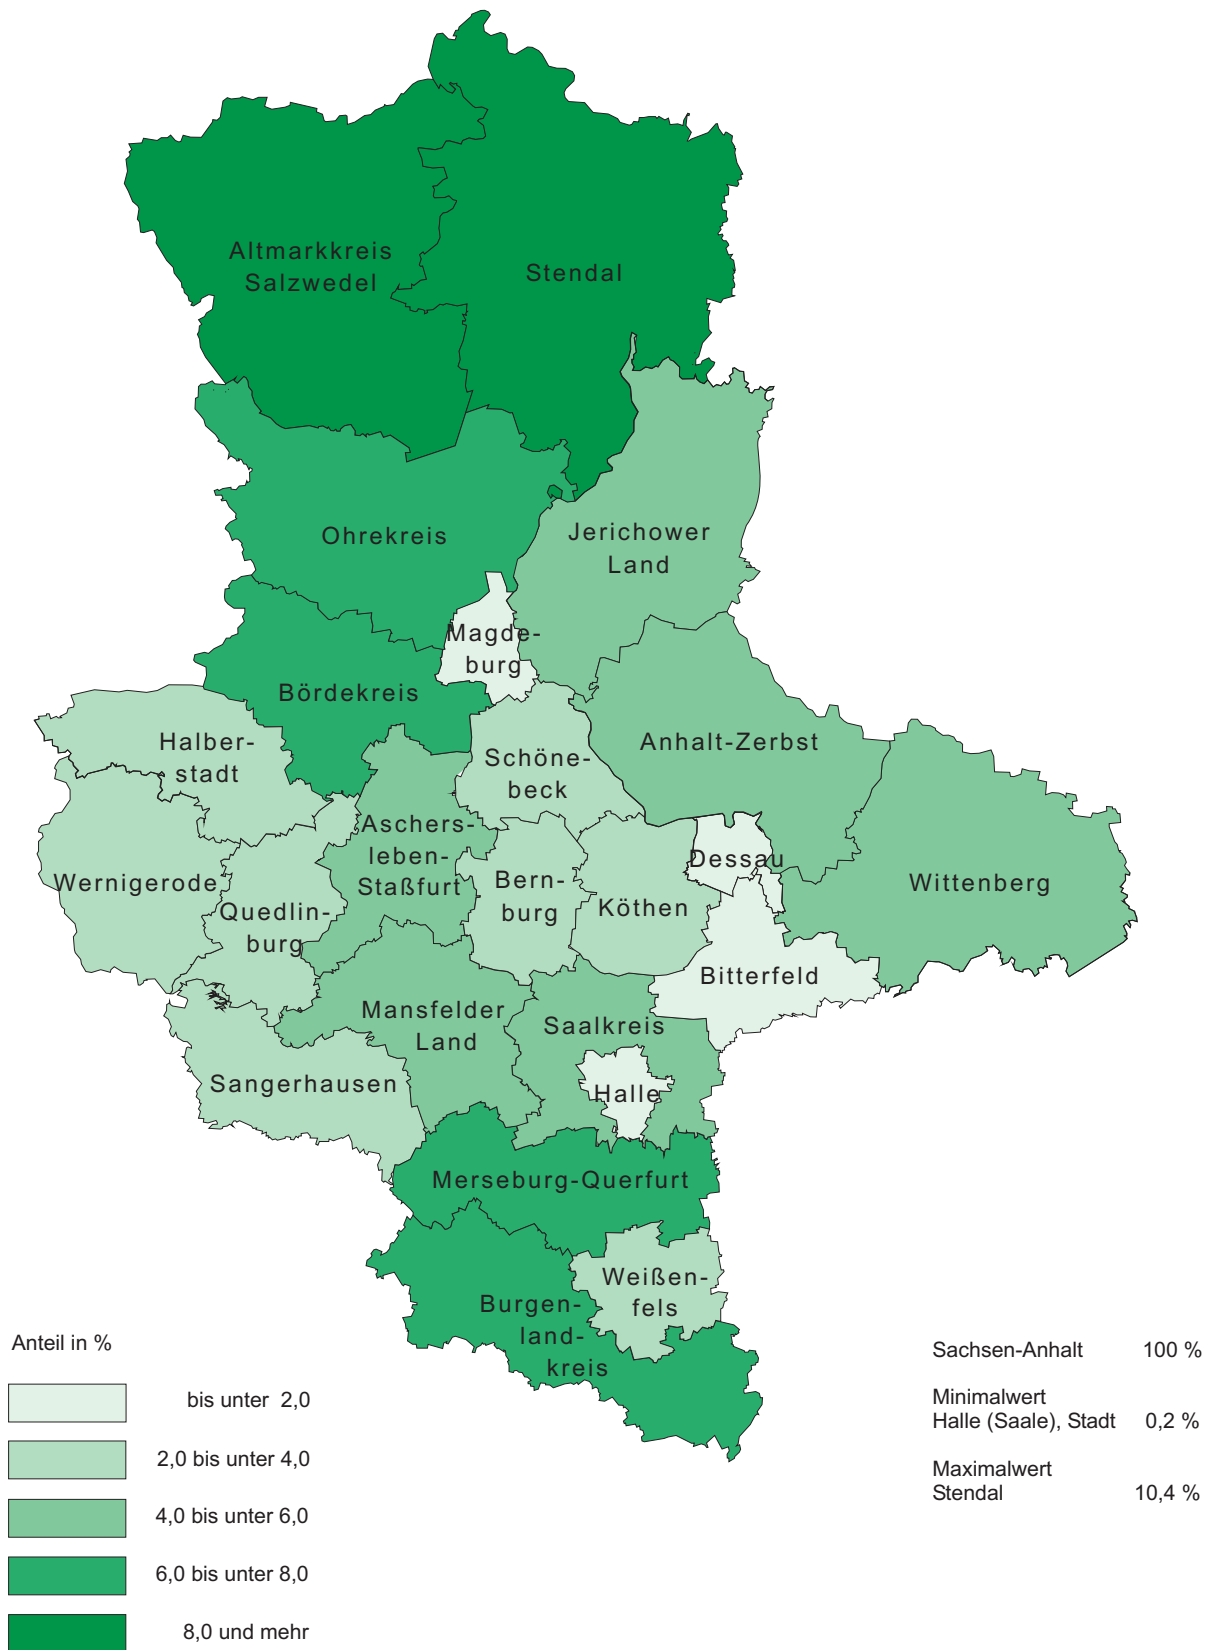 Altmarkkreis
Salzwedel
Stendal
Ohrekreis
Jerichower
Land
Magde-
burg
Bördekreis
Halber-
stadt
Schöne-
beck
Anhalt-Zerbst
Aschers-
leben-
Staßfurt
Wernigerode
Quedlin-
burg
Bern-
burg
Köthen
Dessau
Wittenberg
Bitterfeld
Mansfelder
Land
Saalkreis
Sangerhausen
Halle
Merseburg-Querfurt
Weißen-
fels
Burgen-
land-
kreis
Anteil in %
bis unter 2,0
2,0 bis unter 4,0
4,0 bis unter 6,0
6,0 bis unter 8,0
8,0 und mehr
Sachsen-Anhalt 100 %
Minimalwert
Halle (Saale), Stadt 0,2 %
Maximalwert
Stendal 10,4 %